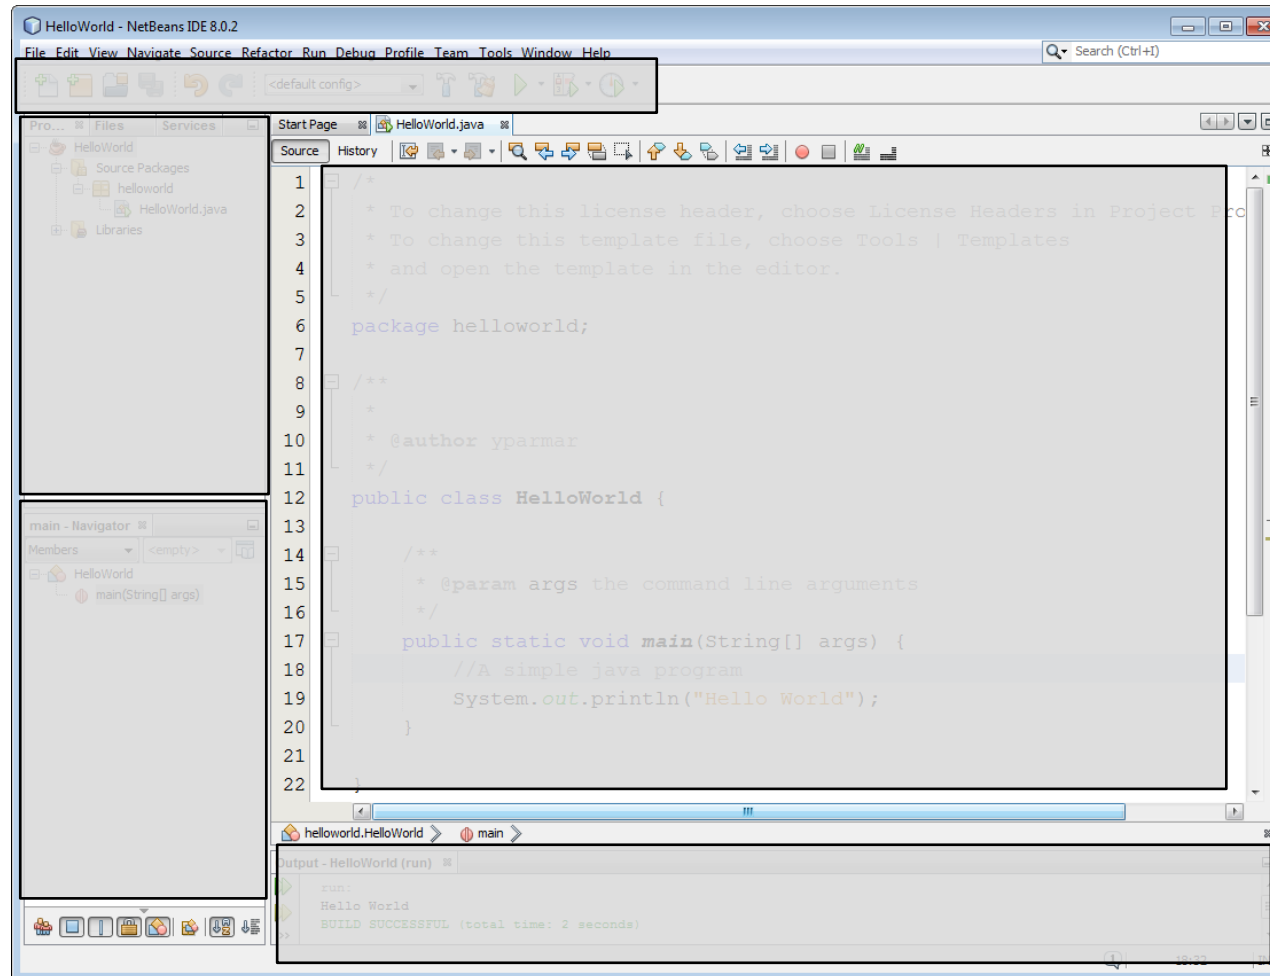 HelloWorld - NetBeans IDE 8.0.2
File Edit View Navigate Source Refactor Run Debug Profile Team Tools Window Help
Search (Ctrl+I)
<default config>
Pro... Files Services
HelloWorld
Source Packages
helloworld
HelloWorld.java
Libraries
main - Navigator
Members <empty>
HelloWorld
main(String[] args)
Start Page HelloWorld.java
Source History
1 /*
2 * To change this license header, choose License Headers in Project Pro
3 * To change this template file, choose Tools | Templates
4 * and open the template in the editor.
5 */
6 package helloworld;
7
8 /**
9 *
10 * @author yparmar
11 */
12 public class HelloWorld {
13
14 /**
15 * @param args the command line arguments
16 */
17 public static void main(String[] args) {
18 //A simple java program
19 System.out.println("Hello World");
20 }
21
22 }
helloworld.HelloWorld main
Output - HelloWorld (run)
run:
Hello World
BUILD SUCCESSFUL (total time: 2 seconds)
1 18:32